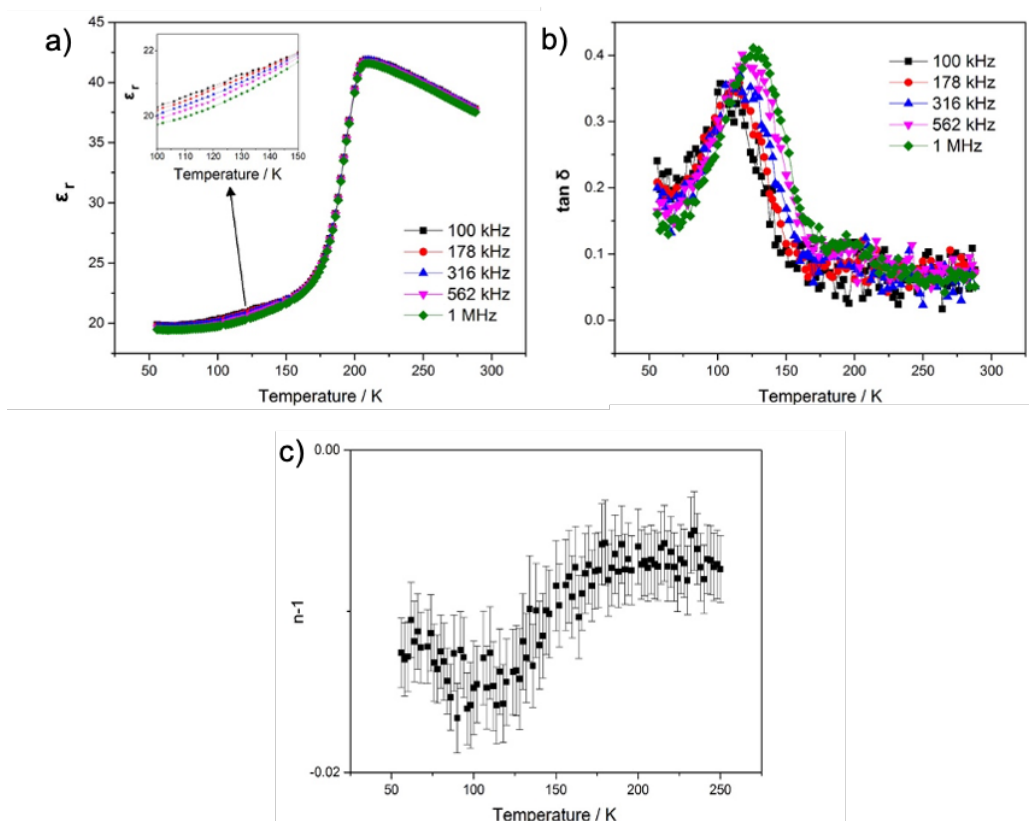 a)
45
40
35
30
25
20
εr
50
100
150
200
250
300
Temperature / K
22
20
εr
100
110
120
130
140
150
Temperature / K
100 kHz
178 kHz
316 kHz
562 kHz
1 MHz
b)
0.4
0.3
0.2
0.1
0.0
tan δ
50
100
150
200
250
300
Temperature / K
100 kHz
178 kHz
316 kHz
562 kHz
1 MHz
c)
0.00
-0.02
n-1
50
100
150
200
250
Temperature / K